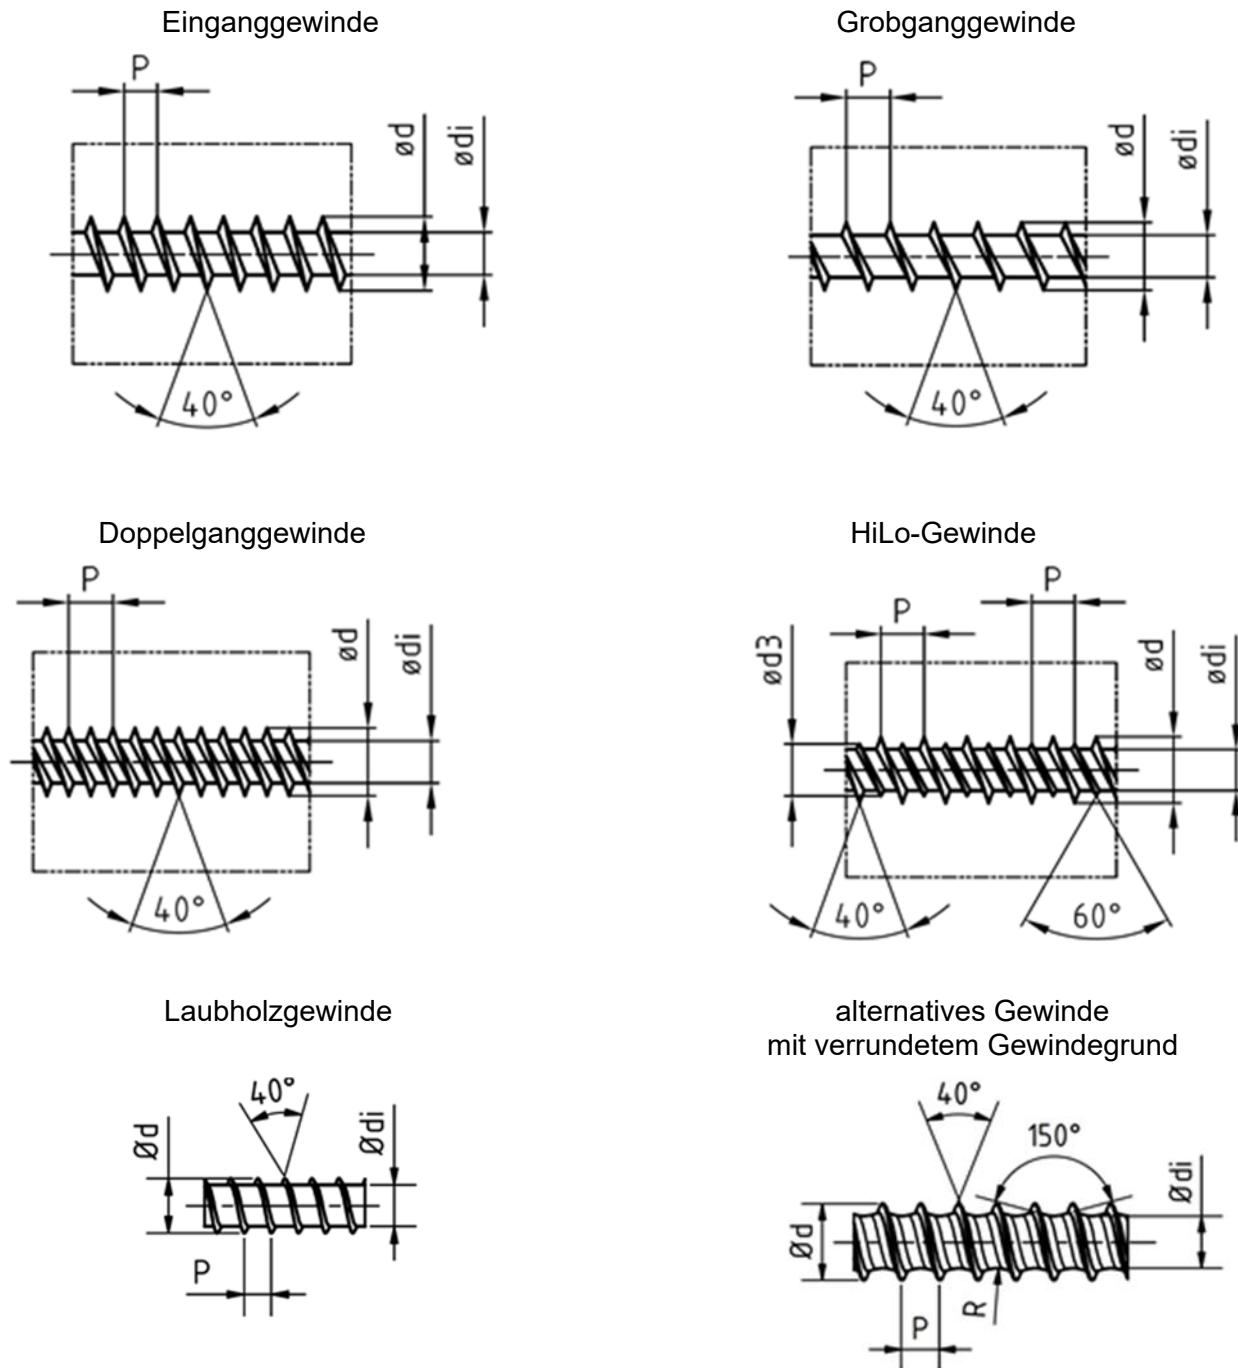 Einganggewinde
P
ød
ødi
40°
Grobganggewinde
P
ød
ødi
40°
Doppelganggewinde
P
ød
ødi
40°
HiLo-Gewinde
P
P
ød3
ød
ødi
40°
60°
Laubholzgewinde
40°
Ød
Ødi
P
alternatives Gewinde
mit verrundetem Gewindegrund
40°
150°
Ødi
Ød
R
P